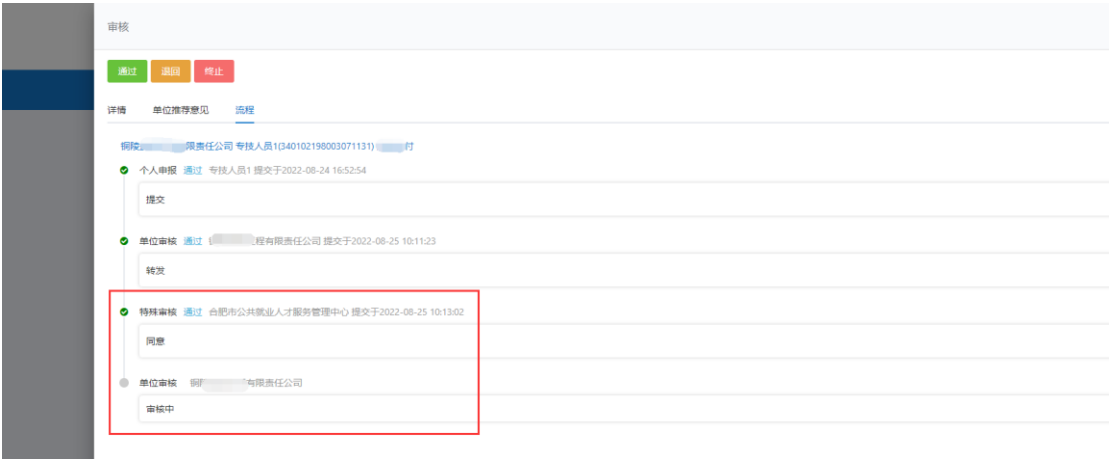 审核
通过 退回 终止
详情 单位推荐意见 流程
铜陵 限责任公司 专技人员1(340102198003071131) 付
个人申报 通过 专技人员1 提交于2022-08-24 16:52:54
提交
单位审核 通过 程有限责任公司 提交于2022-08-25 10:11:23
转发
特殊审核 通过 合肥市公共就业人才服务管理中心 提交于2022-08-25 10:13:02
同意
单位审核 铜陵 有限责任公司
审核中